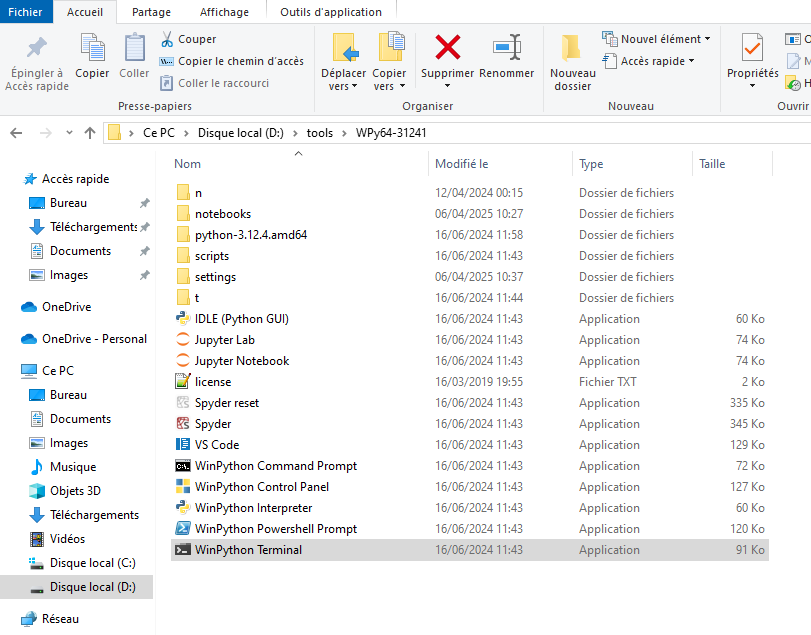 Fichier Accueil Partage Affichage Outils d'application
Épingler à Accès rapide
Copier
Coller
Couper
Copier le chemin d'accès
Coller le raccourci
Presse-papiers
Déplacer vers
Copier vers
Supprimer
Renommer
Organiser
Nouveau dossier
Nouvel élément
Accès rapide
Nouveau
Propriétés
Ouvrir
Ce PC Disque local (D:) tools WPy64-31241
Nom Modifié le Type Taille
Accès rapide
Bureau
Téléchargements
Documents
Images
OneDrive
OneDrive - Personal
Ce PC
Bureau
Documents
Images
Musique
Objets 3D
Téléchargements
Vidéos
Disque local (C:)
Disque local (D:)
Réseau
n 12/04/2024 00:15 Dossier de fichiers
notebooks 06/04/2025 10:27 Dossier de fichiers
python-3.12.4.amd64 16/06/2024 11:58 Dossier de fichiers
scripts 16/06/2024 11:43 Dossier de fichiers
settings 06/04/2025 10:37 Dossier de fichiers
t 16/06/2024 11:44 Dossier de fichiers
IDLE (Python GUI) 16/06/2024 11:43 Application 60 Ko
Jupyter Lab 16/06/2024 11:43 Application 74 Ko
Jupyter Notebook 16/06/2024 11:43 Application 74 Ko
license 16/03/2019 19:55 Fichier TXT 2 Ko
Spyder reset 16/06/2024 11:43 Application 335 Ko
Spyder 16/06/2024 11:43 Application 345 Ko
VS Code 16/06/2024 11:43 Application 129 Ko
WinPython Command Prompt 16/06/2024 11:43 Application 72 Ko
WinPython Control Panel 16/06/2024 11:43 Application 127 Ko
WinPython Interpreter 16/06/2024 11:43 Application 60 Ko
WinPython Powershell Prompt 16/06/2024 11:43 Application 120 Ko
WinPython Terminal 16/06/2024 11:43 Application 91 Ko